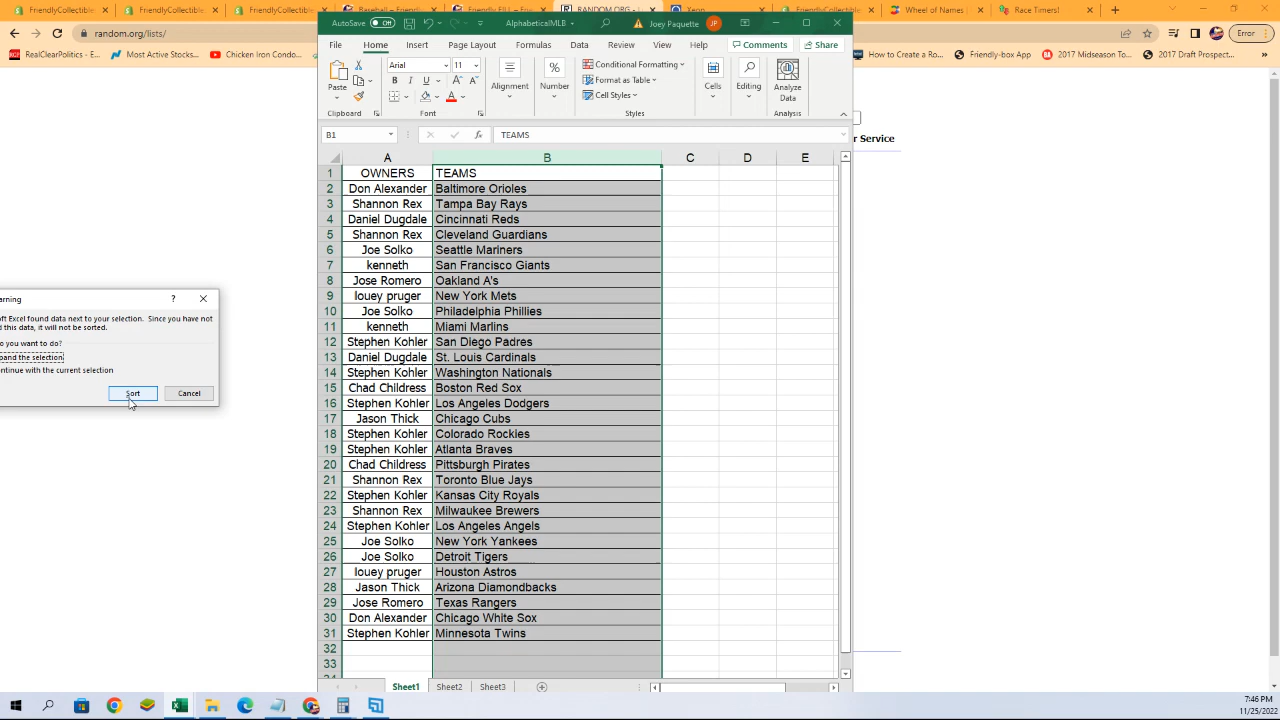 FriendlyCollectible
FriendlyCollectible
FriendlyCollectible
Baseball – Friendly
Friendly FILL – Friendly
RANDOM.ORG - Li
Xeno
FriendlyCollectible
Wheel of Names
Race Timers!
random.org/lists/
Error
RealClearPolitics - E...
Most Active Stocks...
Chicken Iron Condo...
How to Create a Ro...
Friendly-box App
2017 Midseason To...
2017 Draft Prospect...
r Service
AutoSave Off
AlphabeticalMLB
Joey Paquette JP
File Home Insert Page Layout Formulas Data Review View Help Comments Share
Paste
Clipboard
Arial 11
B I U
Font
Alignment
Number
Conditional Formatting
Format as Table
Cell Styles
Styles
Cells
Editing
Analyze Data
Analysis
B1 fx TEAMS
A B C D E
1 OWNERS TEAMS
2 Don Alexander Baltimore Orioles
3 Shannon Rex Tampa Bay Rays
4 Daniel Dugdale Cincinnati Reds
5 Shannon Rex Cleveland Guardians
6 Joe Solko Seattle Mariners
7 kenneth San Francisco Giants
8 Jose Romero Oakland A's
9 louey pruger New York Mets
10 Joe Solko Philadelphia Phillies
11 kenneth Miami Marlins
12 Stephen Kohler San Diego Padres
13 Daniel Dugdale St. Louis Cardinals
14 Stephen Kohler Washington Nationals
15 Chad Childress Boston Red Sox
16 Stephen Kohler Los Angeles Dodgers
17 Jason Thick Chicago Cubs
18 Stephen Kohler Colorado Rockies
19 Stephen Kohler Atlanta Braves
20 Chad Childress Pittsburgh Pirates
21 Shannon Rex Toronto Blue Jays
22 Stephen Kohler Kansas City Royals
23 Shannon Rex Milwaukee Brewers
24 Stephen Kohler Los Angeles Angels
25 Joe Solko New York Yankees
26 Joe Solko Detroit Tigers
27 louey pruger Houston Astros
28 Jason Thick Arizona Diamondbacks
29 Jose Romero Texas Rangers
30 Don Alexander Chicago White Sox
31 Stephen Kohler Minnesota Twins
32
33
Sheet1 Sheet2 Sheet3
arning ?
ft Excel found data next to your selection. Since you have not
d this data, it will not be sorted.
o you want to do?
pand the selection
ntinue with the current selection
Sort Cancel
7:46 PM
11/25/2022